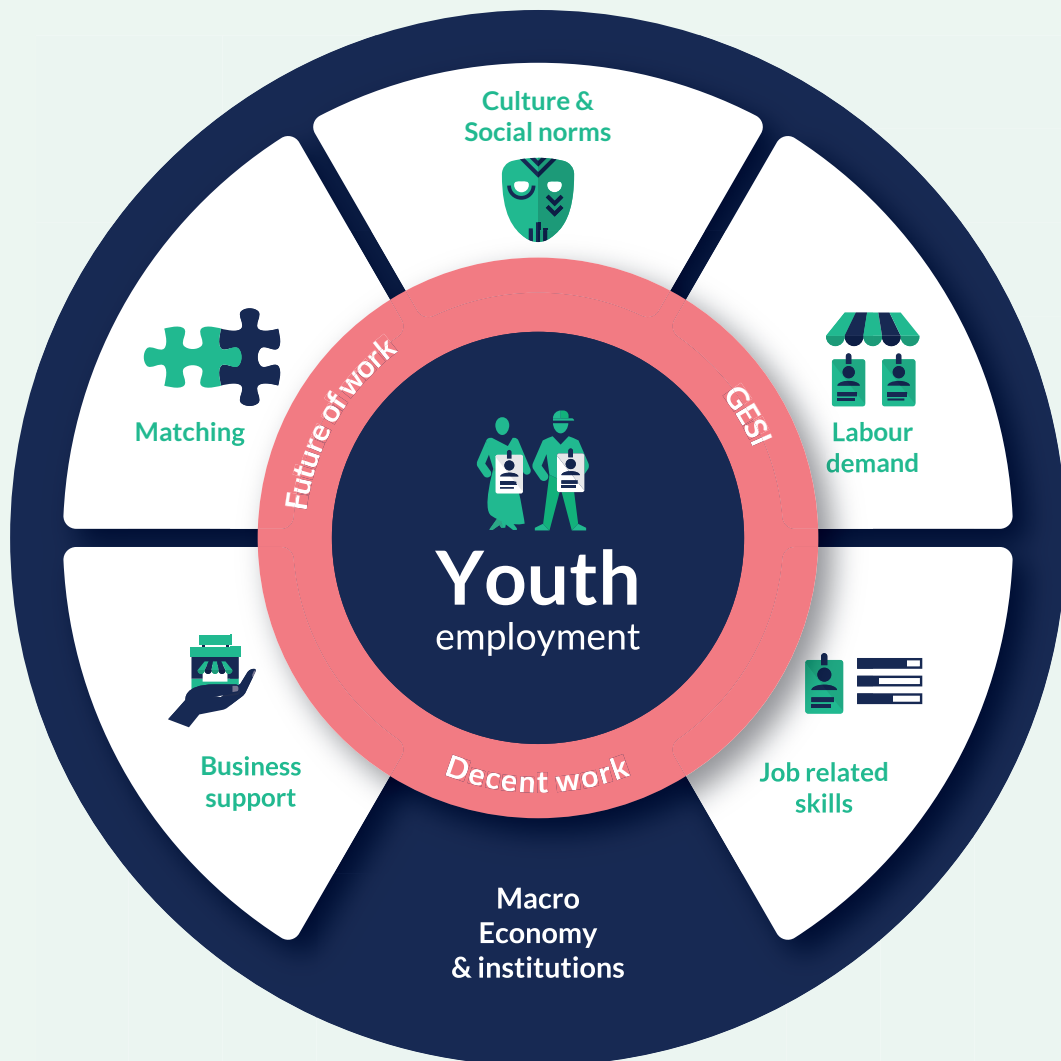 Culture &
Social norms
Matching
Labour
demand
Future of work
GESI
Youth
employment
Decent work
Business
support
Job related
skills
Macro
Economy
& institutions